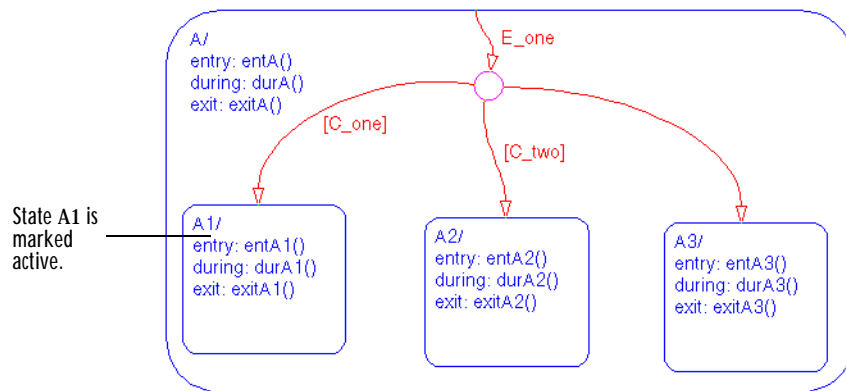 A/
entry: entA()
during: durA()
exit: exitA()
E_one
[C_one]
[C_two]
State A1 is
marked
active.
A1/
entry: entA1()
during: durA1()
exit: exitA1()
A2/
entry: entA2()
during: durA2()
exit: exitA2()
A3/
entry: entA3()
during: durA3()
exit: exitA3()